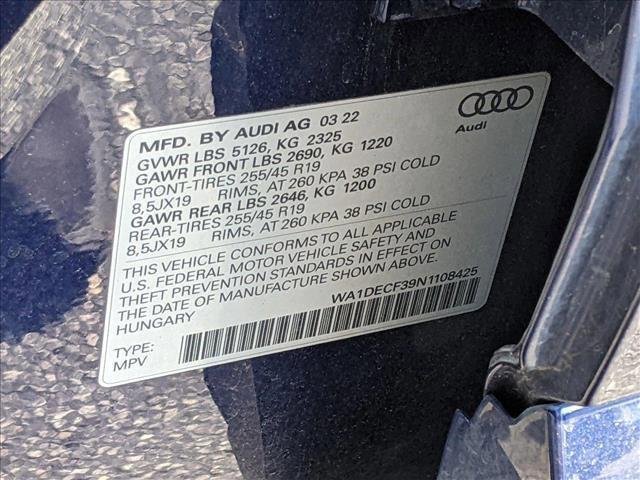 MFD. BY AUDI AG 03 22
GVWR LBS 5126, KG 2325
GAWR FRONT LBS 2690, KG 1220
FRONT-TIRES 255/45 R19
8,5JX19 RIMS, AT 260 KPA 38 PSI COLD
GAWR REAR LBS 2646, KG 1200
REAR-TIRES 255/45 R19
8,5JX19 RIMS, AT 260 KPA 38 PSI COLD
Audi
THIS VEHICLE CONFORMS TO ALL APPLICABLE
U.S. FEDERAL MOTOR VEHICLE SAFETY AND
THEFT PREVENTION STANDARDS IN EFFECT ON
THE DATE OF MANUFACTURE SHOWN ABOVE.
HUNGARY
WA1DECF39N1108425
TYPE:
MPV